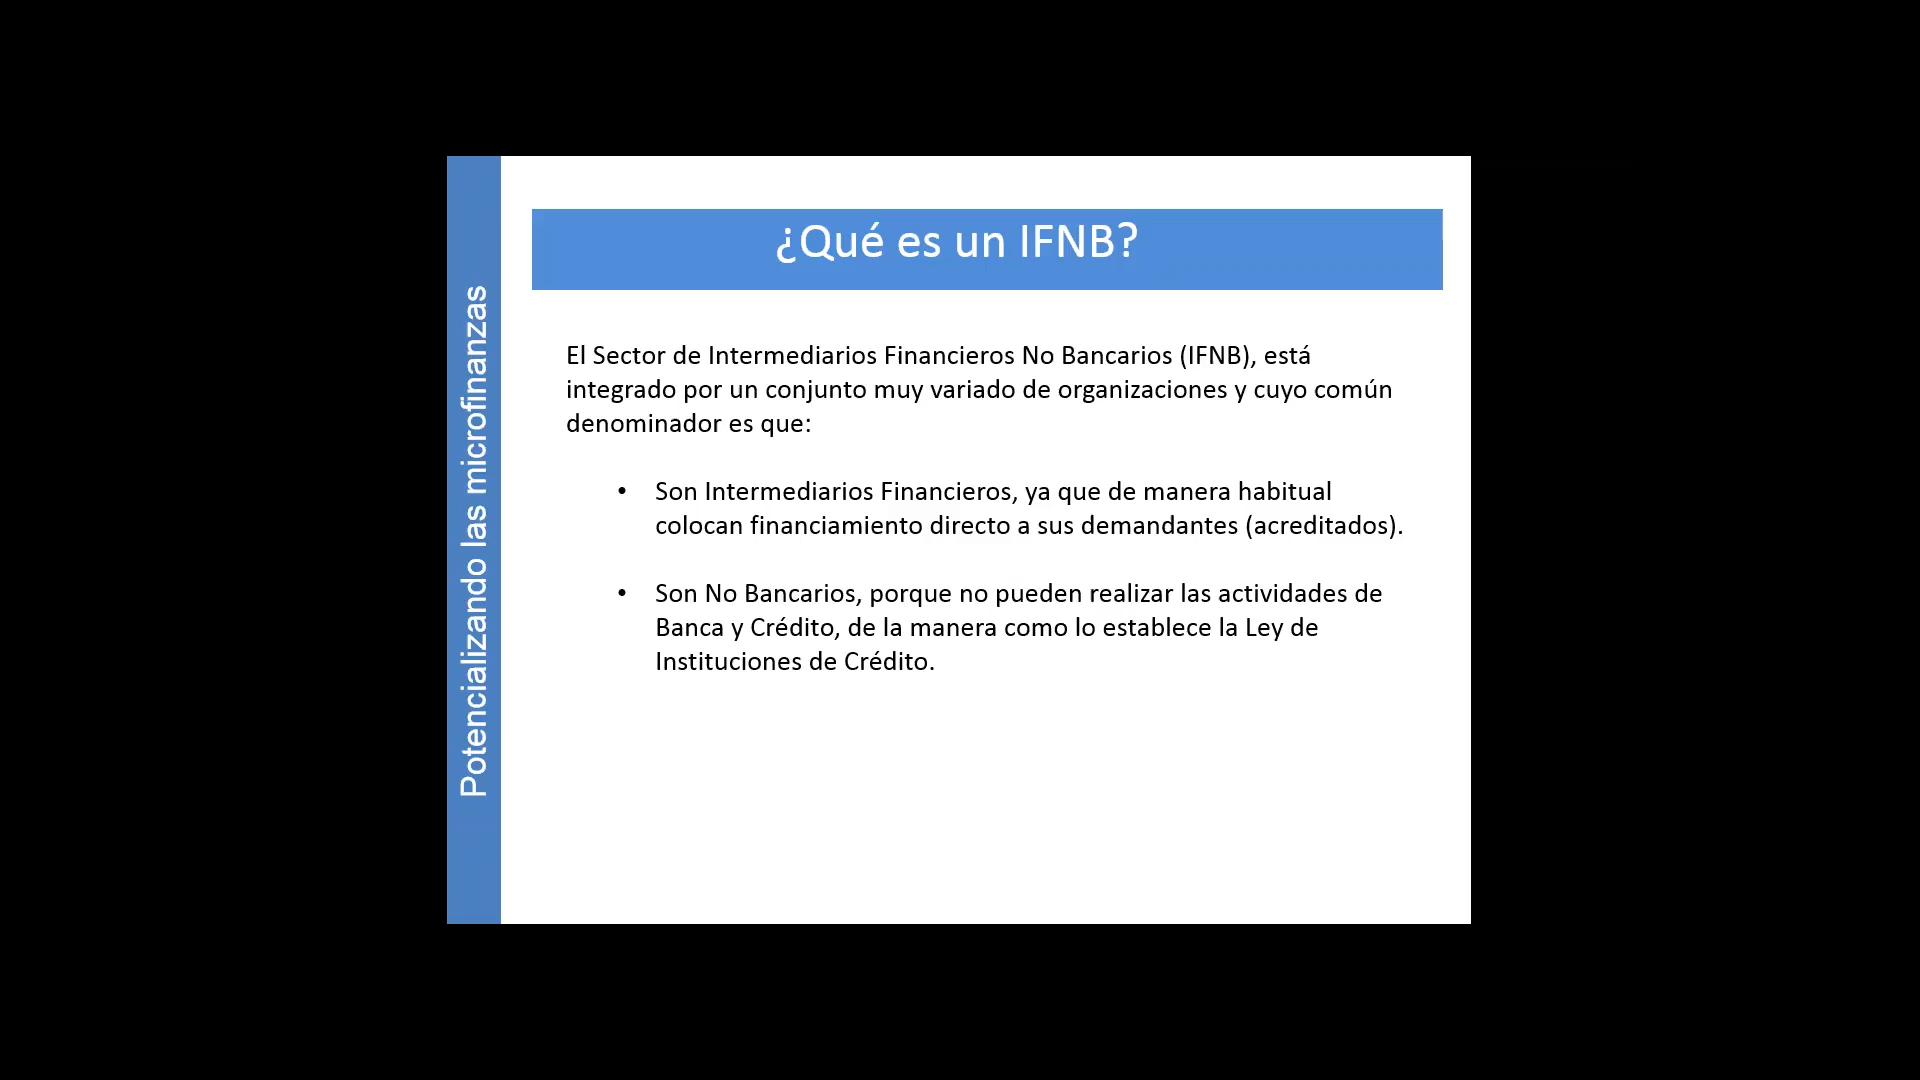 Potencializando las microfinanzas
¿Qué es un IFNB?
El Sector de Intermediarios Financieros No Bancarios (IFNB), está
integrado por un conjunto muy variado de organizaciones y cuyo común
denominador es que:
• Son Intermediarios Financieros, ya que de manera habitual
colocan financiamiento directo a sus demandantes (acreditados).
• Son No Bancarios, porque no pueden realizar las actividades de
Banca y Crédito, de la manera como lo establece la Ley de
Instituciones de Crédito.